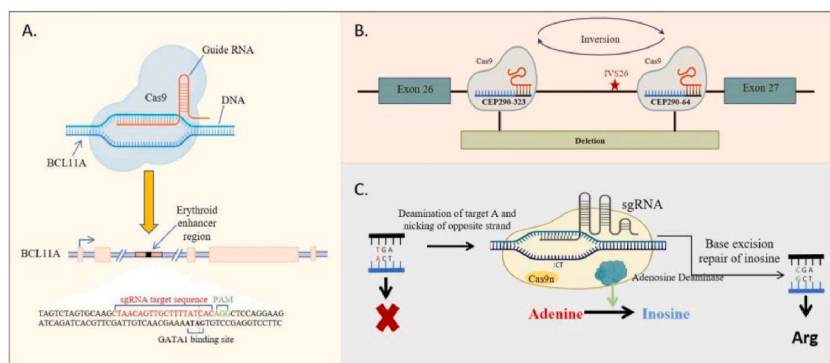 A.
Guide RNA
Cas9
DNA
BCL11A
Erythroid
enhancer
region
BCL11A
sgRNA target sequence PAM
TAGTCTAGTGCAAGCTAACAGTTGCTTTTATCACAGGCTCCAGGAAG
ATCAGATCACGTTCGATTGTCAACGAAAATAGTGTCCGAGGTCCTTC
GATA1 binding site
B.
Inversion
Cas9
Cas9
IVS26
Exon 26
CEP290-323
CEP290-64
Exon 27
Deletion
C.
sgRNA
Deamination of target A and
nicking of opposite strand
TGA
ACT
ICT
Cas9n
Adenosine Deaminase
Base excision
repair of inosine
CGA
GCT
Adenine
Inosine
Arg